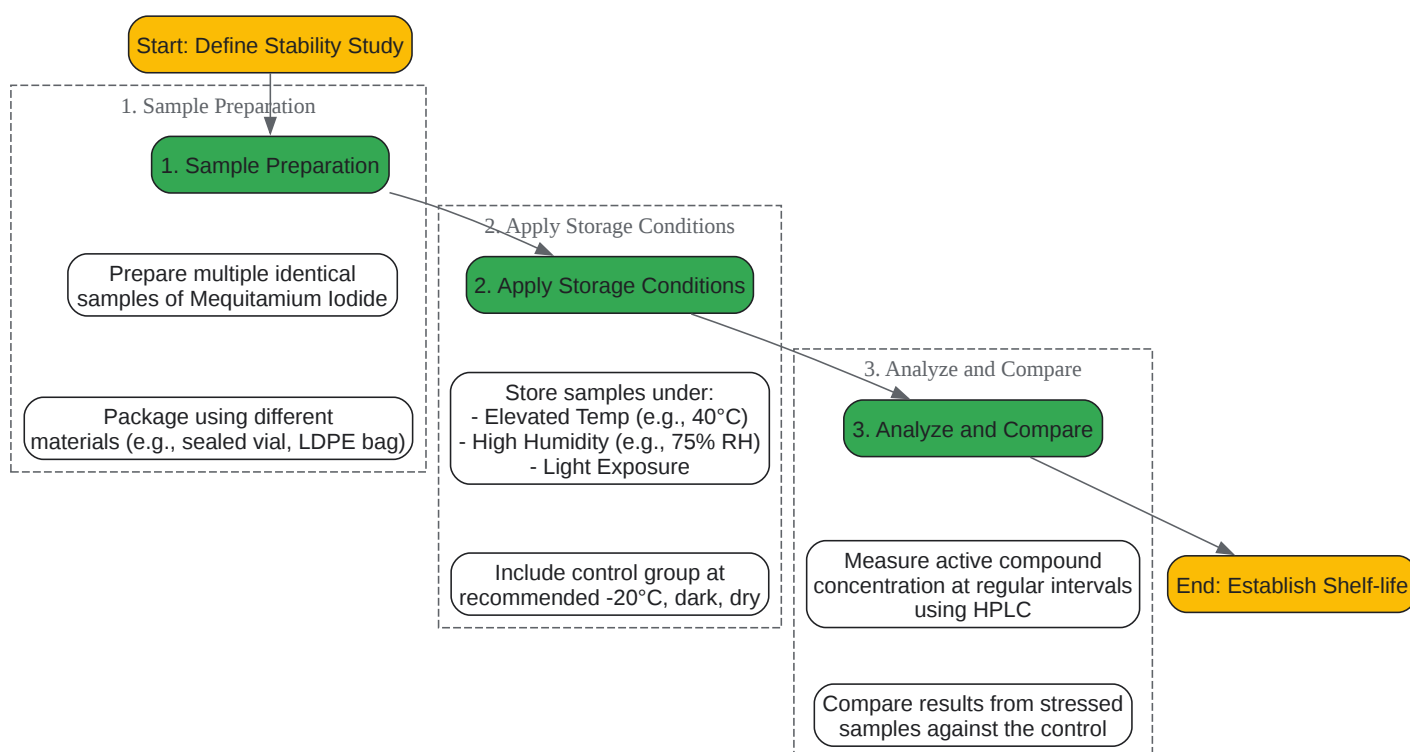 Start: Define Stability Study
1. Sample Preparation
1. Sample Preparation
Prepare multiple identical
samples of Mequitamium Iodide
Package using different
materials (e.g., sealed vial, LDPE bag)
2. Apply Storage Conditions
2. Apply Storage Conditions
Store samples under:
- Elevated Temp (e.g., 40°C)
- High Humidity (e.g., 75% RH)
- Light Exposure
Include control group at
recommended -20°C, dark, dry
3. Analyze and Compare
3. Analyze and Compare
Measure active compound
concentration at regular intervals
using HPLC
Compare results from stressed
samples against the control
End: Establish Shelf-life